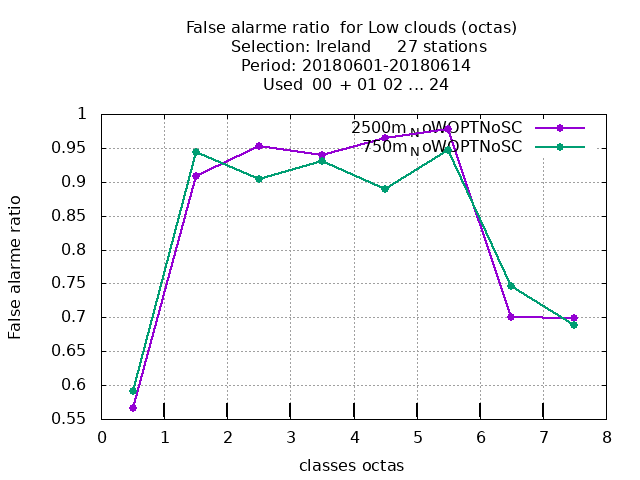 False alarme ratio  for Low clouds (octas)
Selection: Ireland     27 stations
Period: 20180601-20180614
Used  00 + 01 02 ... 24
2500m_NoWOPTNoSC
750m_NoWOPTNoSC
1
0.95
0.9
0.85
0.8
0.75
0.7
0.65
0.6
0.55
False alarme ratio
0 1 2 3 4 5 6 7 8
classes octas